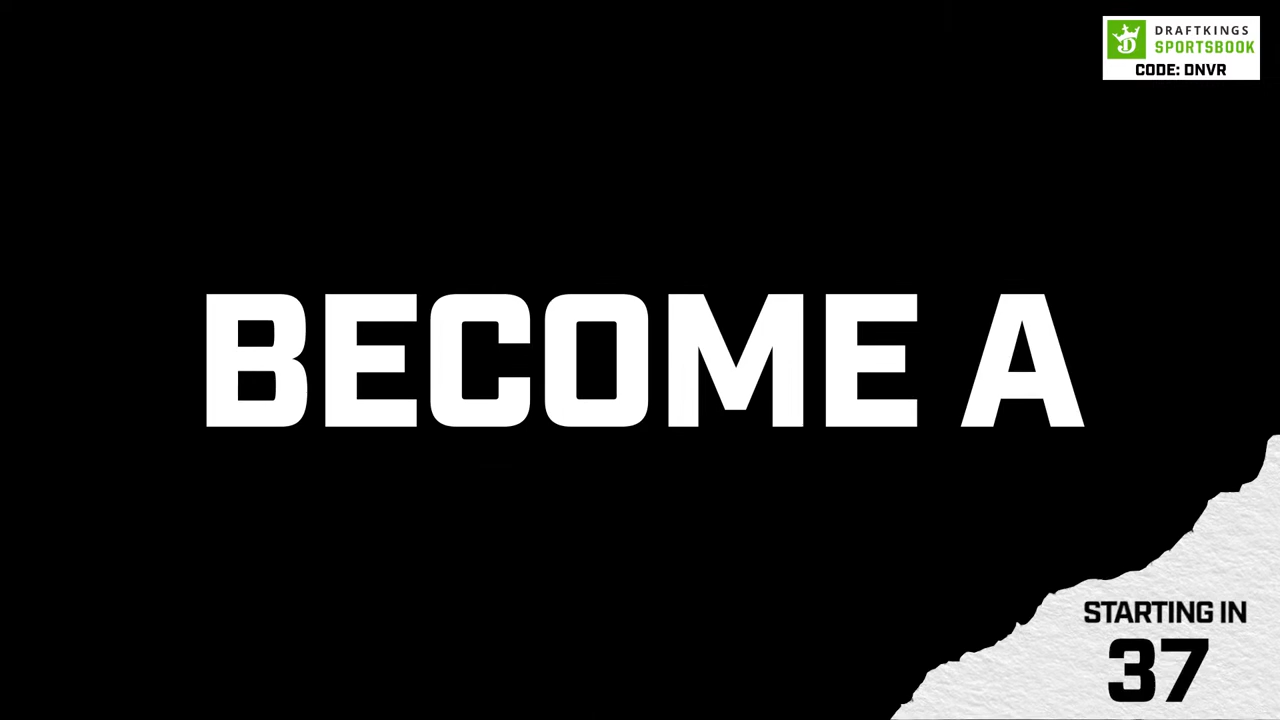 DRAFTKINGS
SPORTSBOOK
CODE: DNVR
BECOME A
STARTING IN
37